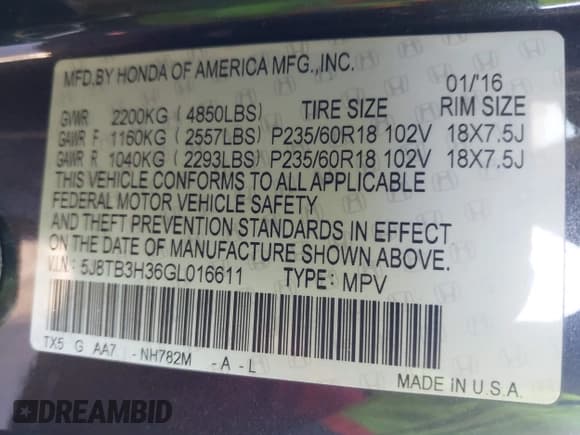 MFD.BY HONDA OF AMERICA MFG.,INC.
01/'16
GVWR 2200KG (4850LBS) TIRE SIZE RIM SIZE
GAWR F 1160KG (2557LBS) P235/60R18 102V 18X7.5J
GAWR R 1040KG (2293LBS) P235/60R18 102V 18X7.5J
THIS VEHICLE CONFORMS TO ALL APPLICABLE
FEDERAL MOTOR VEHICLE SAFETY
AND THEFT PREVENTION STANDARDS IN EFFECT
ON THE DATE OF MANUFACTURE SHOWN ABOVE.
V.I.N.: 5J8TB3H36GL016611 TYPE: MPV
TX5 G AA7 - NH782M - A - L
MADE IN U.S.A.
DREAMBID